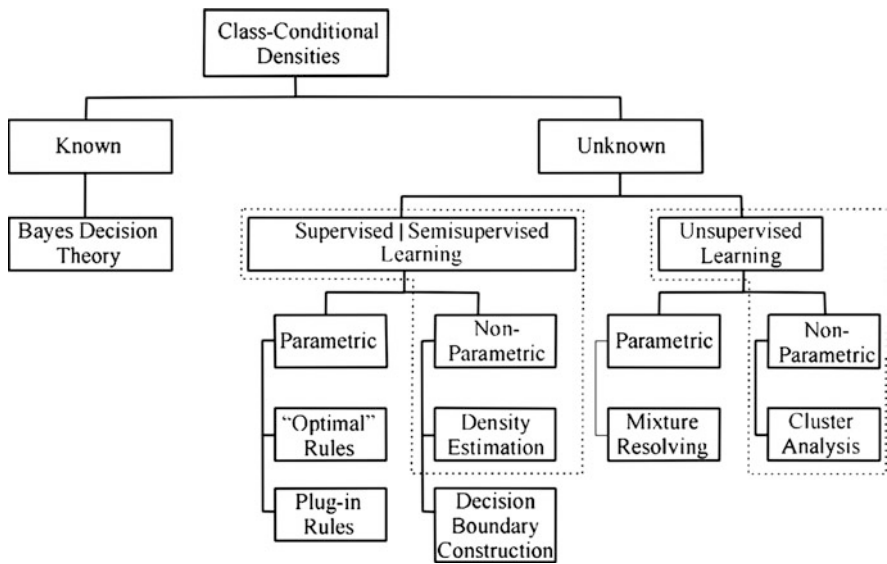 Class-Conditional
Densities
Known
Unknown
Bayes Decision
Theory
Supervised | Semisupervised
Learning
Unsupervised
Learning
Parametric
Non-
Parametric
Parametric
Non-
Parametric
“Optimal”
Rules
Density
Estimation
Mixture
Resolving
Cluster
Analysis
Plug-in
Rules
Decision
Boundary
Construction